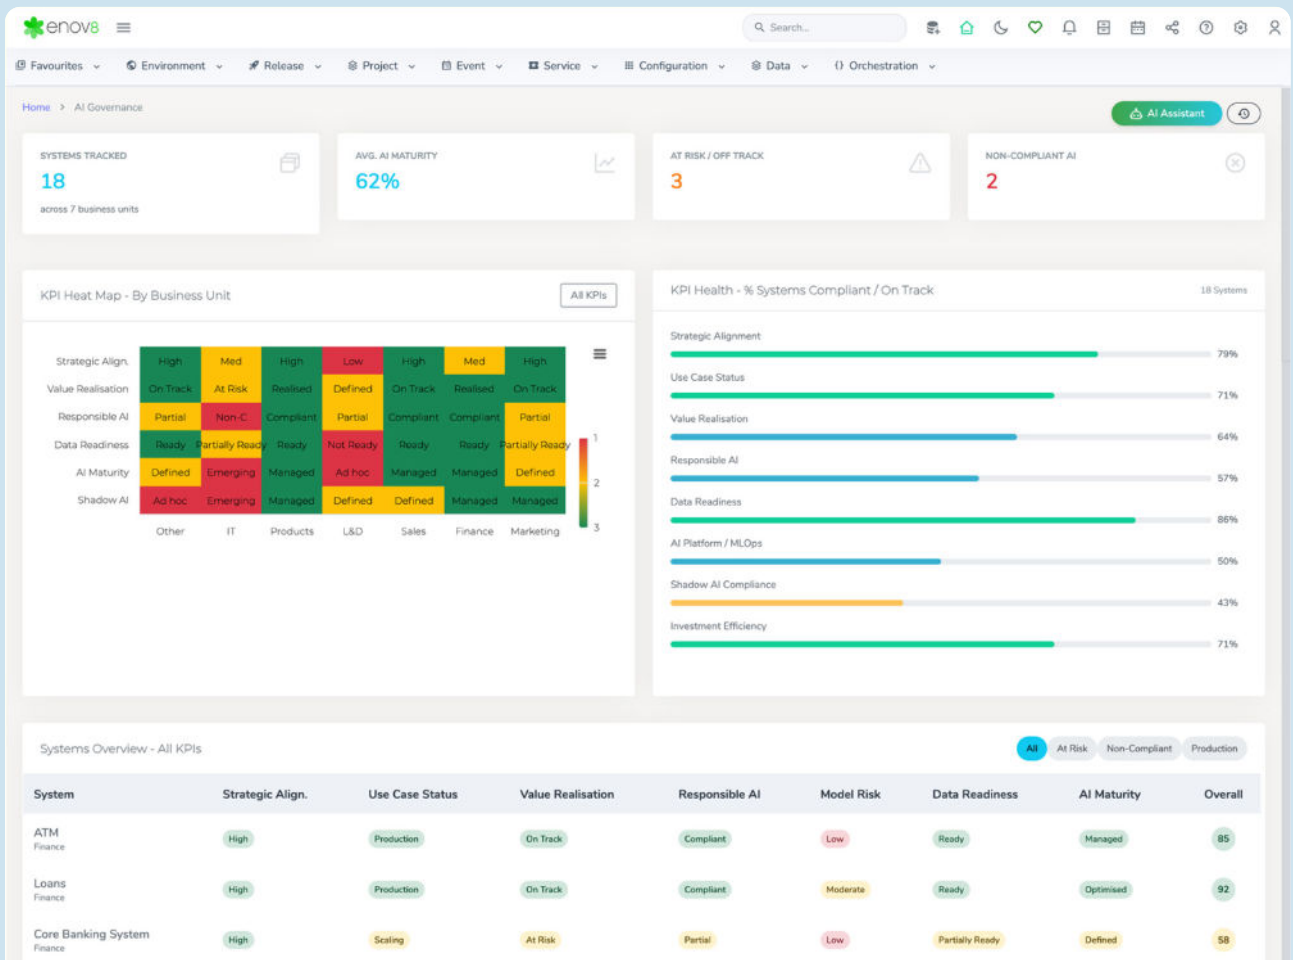 enov8
Search...
Favourites Environment Release Project Event Service Configuration Data Orchestration
Home > AI Governance
AI Assistant
SYSTEMS TRACKED
18
across 7 business units
AVG. AI MATURITY
62%
AT RISK / OFF TRACK
3
NON-COMPLIANT AI
2
KPI Heat Map - By Business Unit
All KPIs
Strategic Align. High Med High Low High Med High
Value Realisation On Track At Risk Realised Defined On Track Realised On Track
Responsible AI Partial Non-C Compliant Partial Compliant Compliant Partial
Data Readiness Ready Partially Ready Ready Not Ready Ready Ready Partially Ready
AI Maturity Defined Emerging Managed Ad hoc Managed Managed Defined
Shadow AI Ad hoc Emerging Managed Defined Defined Managed Managed
Other IT Products L&D Sales Finance Marketing
1
2
3
KPI Health - % Systems Compliant / On Track
18 Systems
Strategic Alignment
79%
Use Case Status
71%
Value Realisation
64%
Responsible AI
57%
Data Readiness
86%
AI Platform / MLOps
50%
Shadow AI Compliance
43%
Investment Efficiency
71%
Systems Overview - All KPIs
All At Risk Non-Compliant Production
System Strategic Align. Use Case Status Value Realisation Responsible AI Model Risk Data Readiness AI Maturity Overall
ATM
Finance
High Production On Track Compliant Low Ready Managed 85
Loans
Finance
High Production On Track Compliant Moderate Ready Optimised 92
Core Banking System
Finance
High Scaling At Risk Partial Low Partially Ready Defined 58